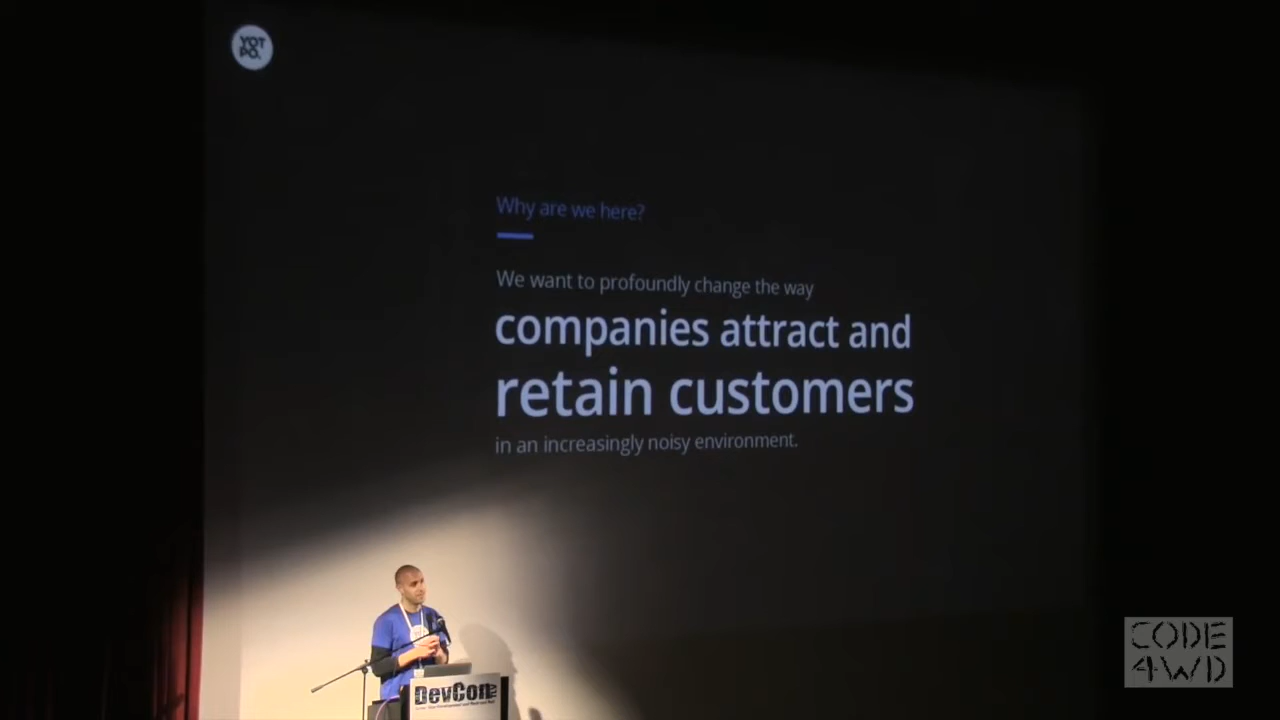 YOT
PO.
Why are we here?
We want to profoundly change the way
companies attract and
retain customers
in an increasingly noisy environment.
DevCon
CODE
4WD